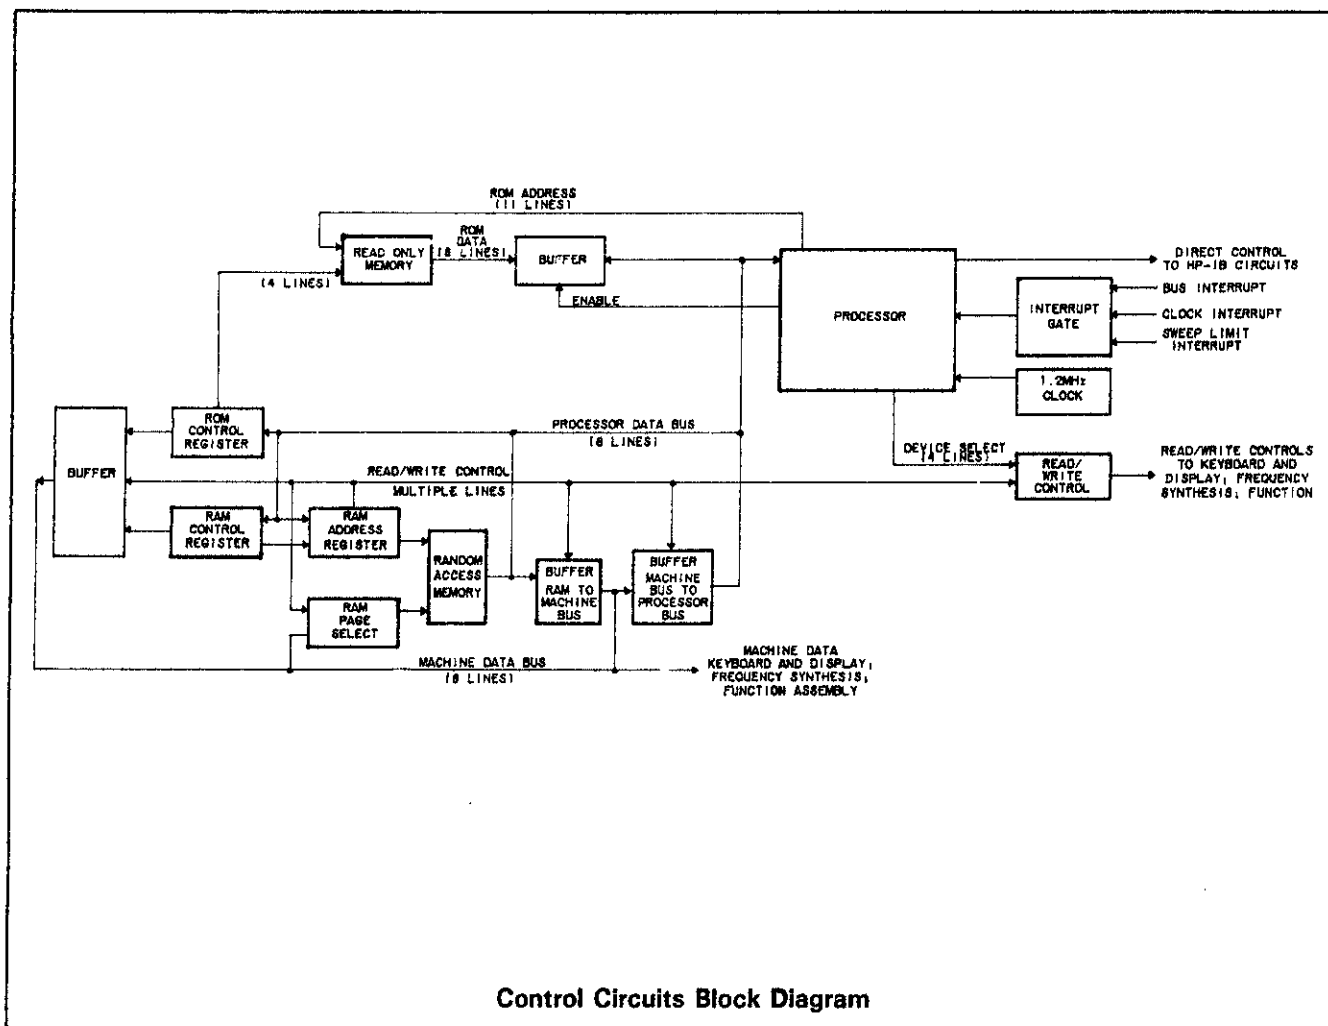 ROM ADDRESS
(11 LINES)
ROM
DATA
(8 LINES)
READ ONLY
MEMORY
BUFFER
(4 LINES)
ENABLE
PROCESSOR
DIRECT CONTROL
TO HP-IB CIRCUITS
BUS INTERRUPT
INTERRUPT
GATE
CLOCK INTERRUPT
SWEEP LIMIT
INTERRUPT
1.2MHz
CLOCK
ROM
CONTROL
REGISTER
PROCESSOR DATA BUS
(8 LINES)
BUFFER
READ/WRITE CONTROL
MULTIPLE LINES
DEVICE SELECT
(4 LINES)
READ/
WRITE
CONTROL
READ/WRITE CONTROLS
TO KEYBOARD AND
DISPLAY; FREQUENCY
SYNTHESIS; FUNCTION
RAM
CONTROL
REGISTER
RAM
ADDRESS
REGISTER
RANDOM
ACCESS
MEMORY
BUFFER
RAM TO
MACHINE
BUS
BUFFER
MACHINE
BUS TO
PROCESSOR
BUS
RAM
PAGE
SELECT
MACHINE DATA BUS
(8 LINES)
MACHINE DATA
KEYBOARD AND DISPLAY;
FREQUENCY SYNTHESIS;
FUNCTION ASSEMBLY
Control Circuits Block Diagram